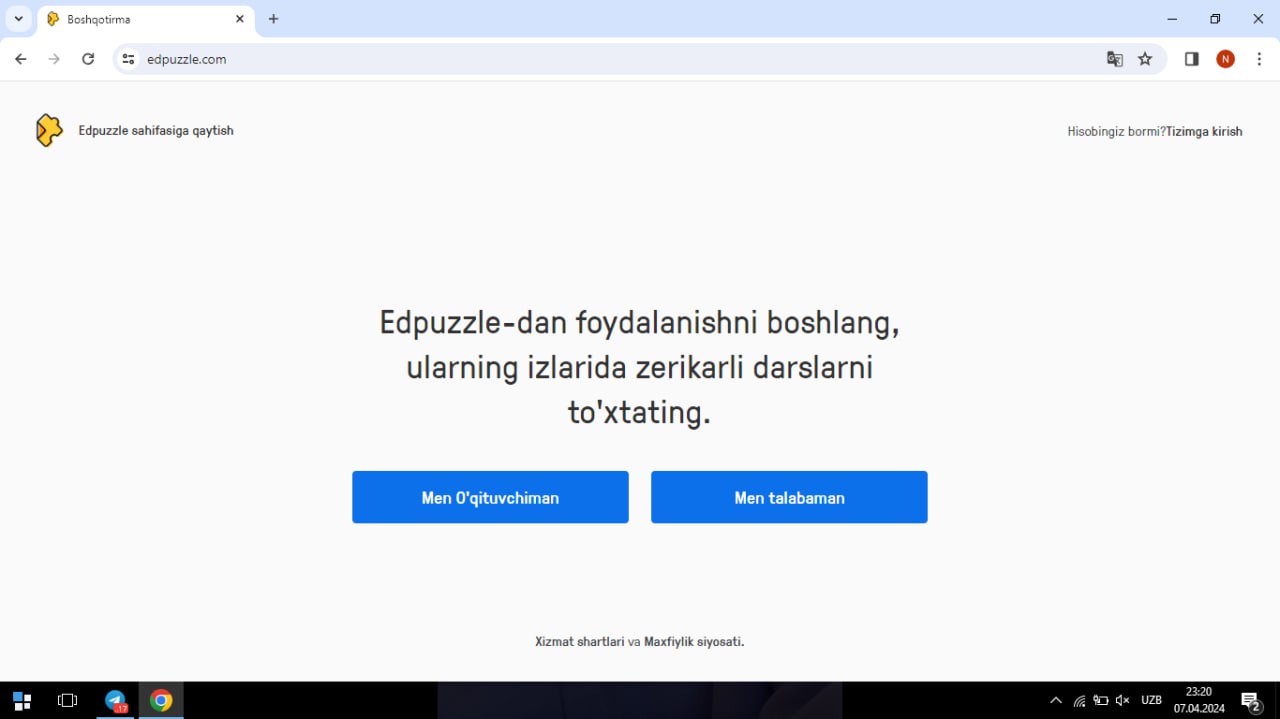 Boshqotirma
edpuzzle.com
N
Edpuzzle sahifasiga qaytish
Hisobingiz bormi?Tizimga kirish
Edpuzzle-dan foydalanishni boshlang,
ularning izlarida zerikarli darslarni
to'xtating.
Men O'qituvchiman
Men talabaman
Xizmat shartlari va Maxfiylik siyosati.
17
UZB
23:20
07.04.2024
2